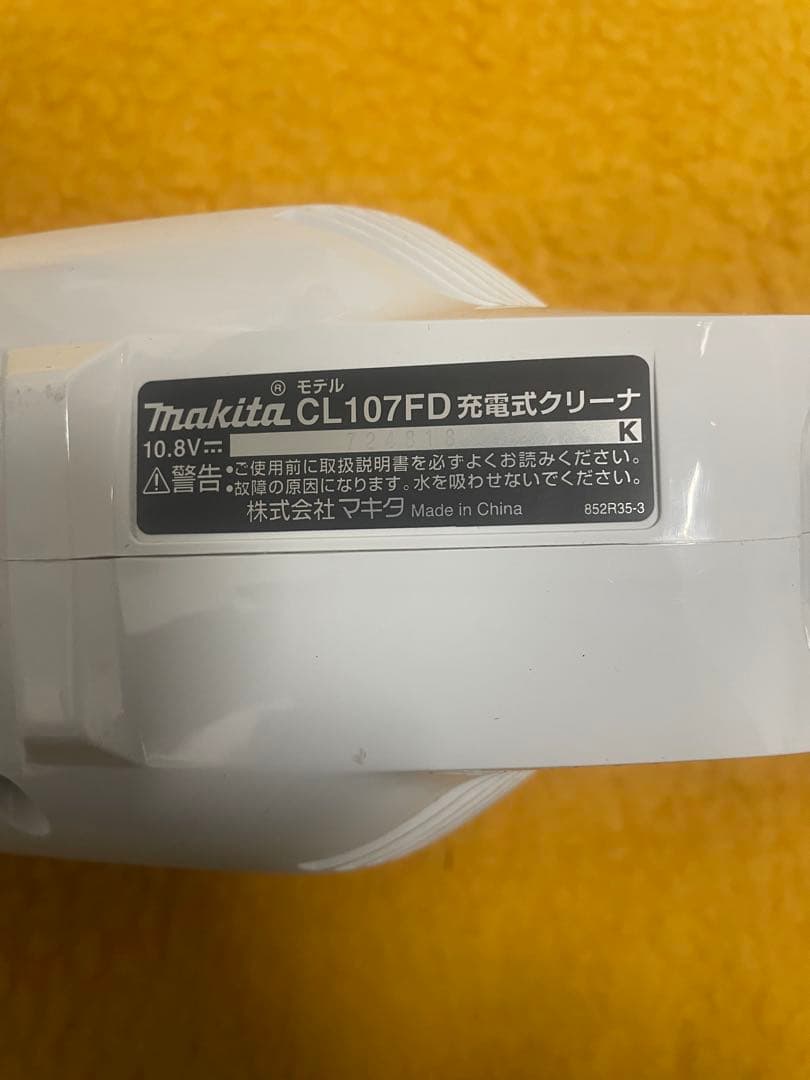 makita® モデル CL107FD 充電式クリーナ
10.8V⎓ 724818 K
⚠警告 •ご使用前に取扱説明書を必ずよくお読みください。
•故障の原因になります。水を吸わせないでください。
株式会社マキタ Made in China 852R35-3